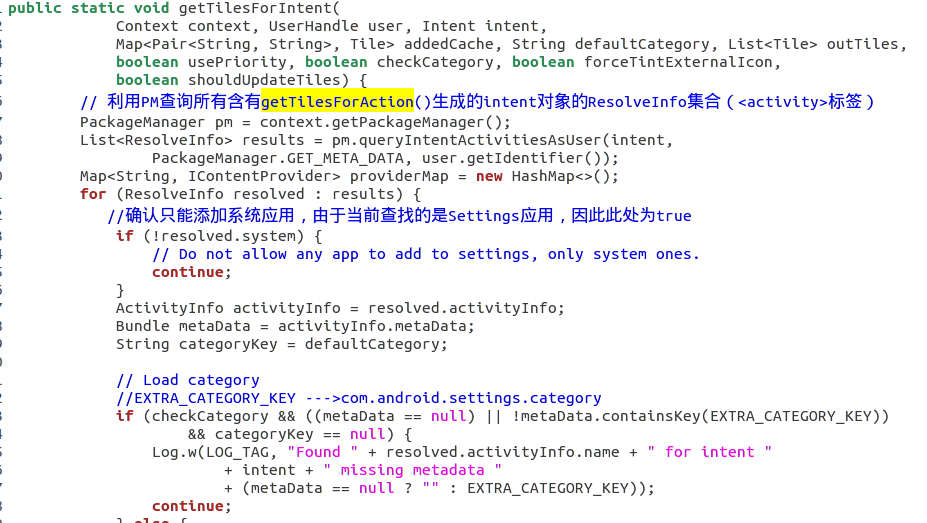 public static void getTilesForIntent(
Context context, UserHandle user, Intent intent,
Map<Pair<String, String>, Tile> addedCache, String defaultCategory, List<Tile> outTiles,
boolean usePriority, boolean checkCategory, boolean forceTintExternalIcon,
boolean shouldUpdateTiles) {
// 利用PM查询所有含有getTilesForAction()生成的intent对象的ResolveInfo集合(<activity>标签)
PackageManager pm = context.getPackageManager();
List<ResolveInfo> results = pm.queryIntentActivitiesAsUser(intent,
PackageManager.GET_META_DATA, user.getIdentifier());
Map<String, IContentProvider> providerMap = new HashMap<>();
for (ResolveInfo resolved : results) {
//确认只能添加系统应用，由于当前查找的是Settings应用，因此此处为true
if (!resolved.system) {
// Do not allow any app to add to settings, only system ones.
continue;
}
ActivityInfo activityInfo = resolved.activityInfo;
Bundle metaData = activityInfo.metaData;
String categoryKey = defaultCategory;
// Load category
//EXTRA_CATEGORY_KEY --->com.android.settings.category
if (checkCategory && ((metaData == null) || !metaData.containsKey(EXTRA_CATEGORY_KEY))
&& categoryKey == null) {
Log.w(LOG_TAG, "Found " + resolved.activityInfo.name + " for intent "
+ intent + " missing metadata "
+ (metaData == null ? "" : EXTRA_CATEGORY_KEY));
continue;
} else {